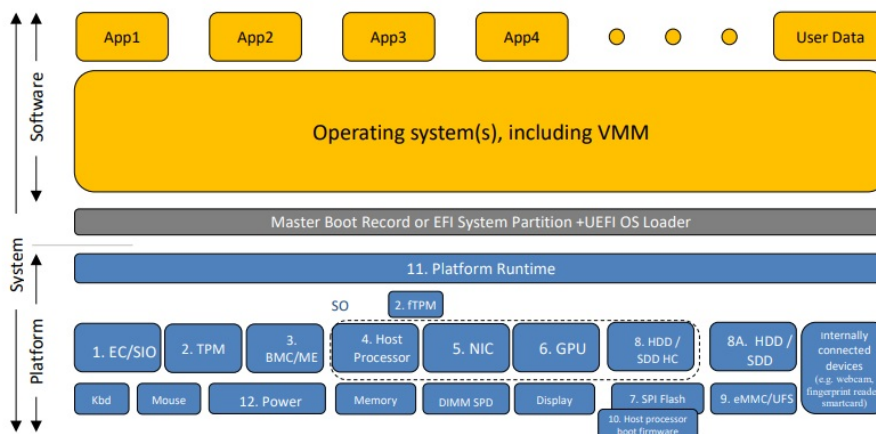 App1
App2
App3
App4
User Data
Software
Operating system(s), including VMM
Master Boot Record or EFI System Partition +UEFI OS Loader
System
Platform
11. Platform Runtime
SO
2. fTPM
1. EC/SIO
2. TPM
3.
BMC/ME
4. Host
Processor
5. NIC
6. GPU
8. HDD /
SDD HC
8A. HDD /
SDD
Internally
connected
devices
(e.g. webcam,
fingerprint reade
smartcard)
Kbd
Mouse
12. Power
Memory
DIMM SPD
Display
7. SPI Flash
9. eMMC/UFS
10. Host processor
boot firmware